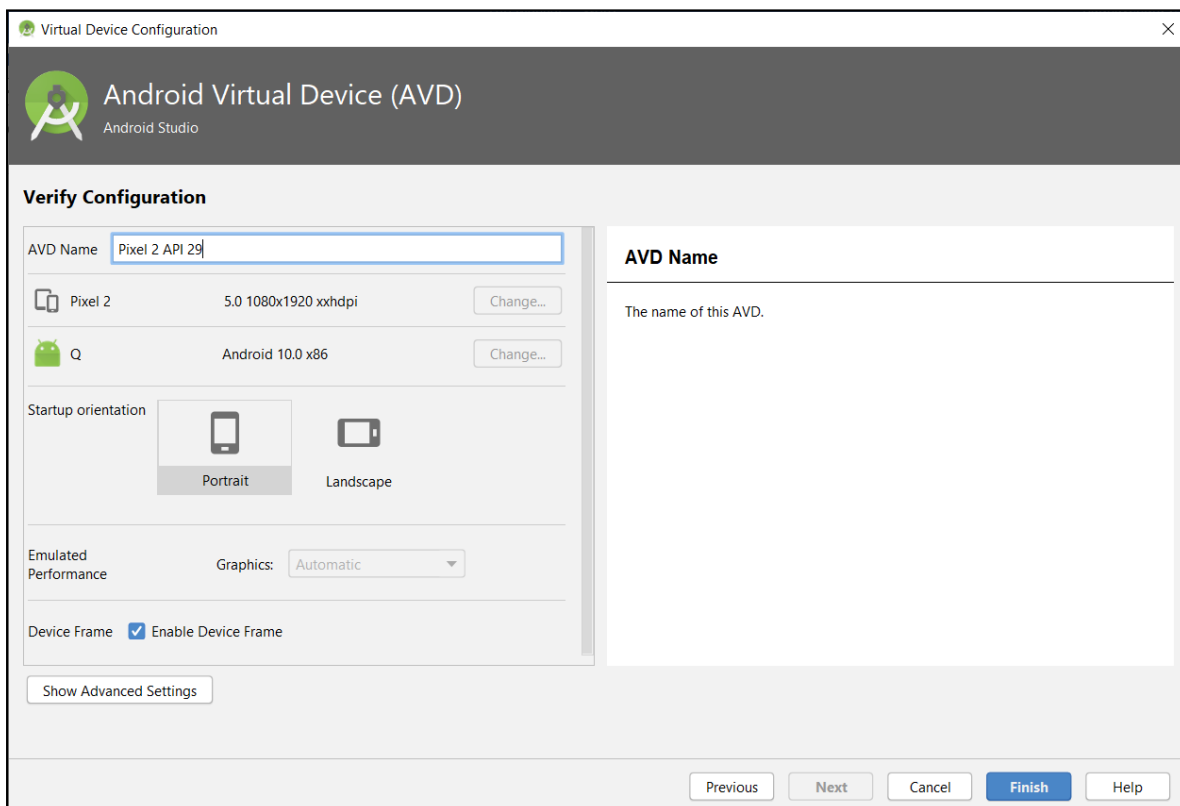 Virtual Device Configuration
Android Virtual Device (AVD)
Android Studio
Verify Configuration
AVD Name Pixel 2 API 29
Pixel 2 5.0 1080x1920 xxhdpi Change...
Q Android 10.0 x86 Change...
Startup orientation
Portrait Landscape
Emulated
Performance
Graphics: Automatic
Device Frame Enable Device Frame
Show Advanced Settings
AVD Name
The name of this AVD.
Previous Next Cancel Finish Help